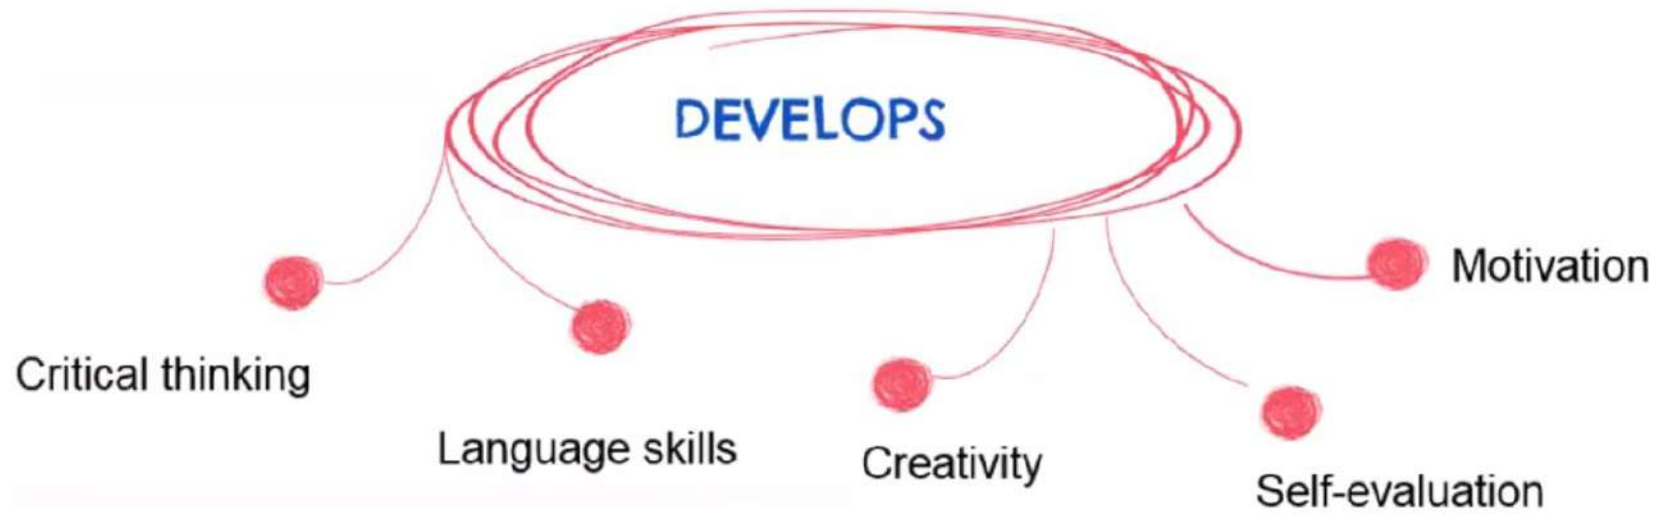 DEVELOPS
Motivation
Critical thinking
Language skills
Creativity
Self-evaluation